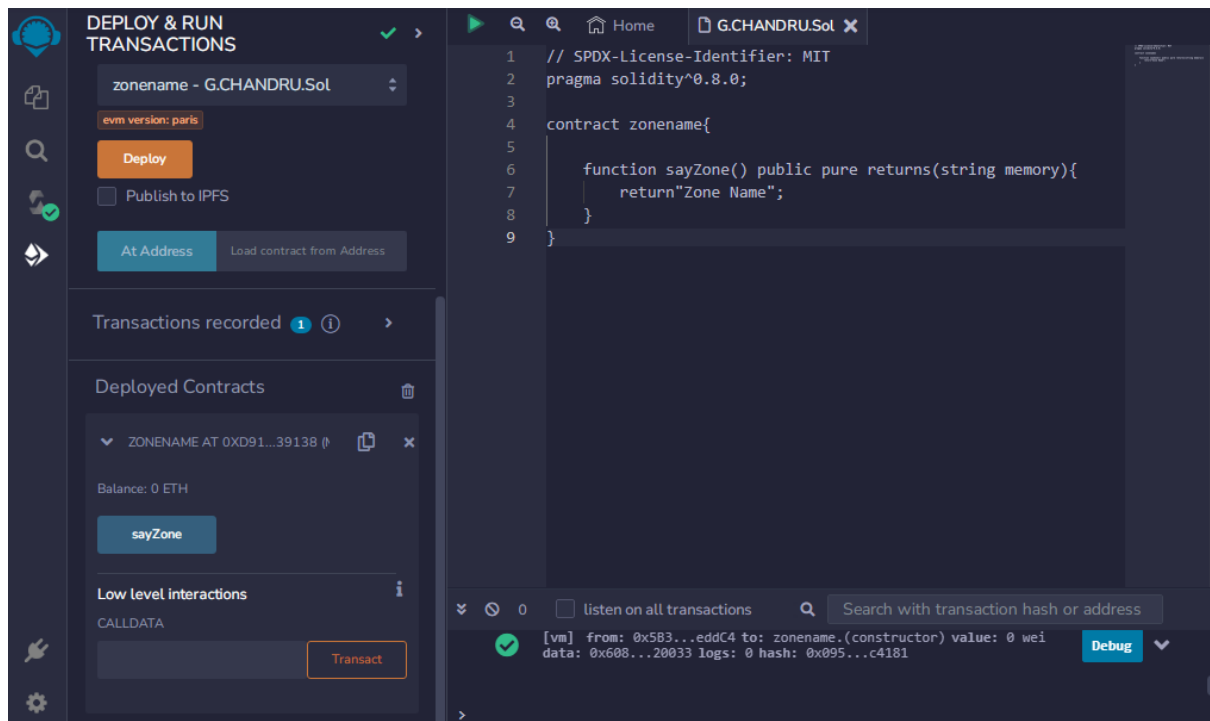 DEPLOY & RUN
TRANSACTIONS
zonename - G.CHANDRU.Sol
evm version: paris
Deploy
Publish to IPFS
At Address
Load contract from Address
Transactions recorded 1 i
Deployed Contracts
ZONENAME AT 0XD91...39138 (
Balance: 0 ETH
sayZone
Low level interactions i
CALLDATA
Transact
Home
G.CHANDRU.Sol
1 // SPDX-License-Identifier: MIT
2 pragma solidity^0.8.0;
3
4 contract zonename{
5
6 function sayZone() public pure returns(string memory){
7 return"Zone Name";
8 }
9 }
0 listen on all transactions
Search with transaction hash or address
[vm] from: 0x5B3...eddC4 to: zonename.(constructor) value: 0 wei
data: 0x608...20033 logs: 0 hash: 0x095...c4181
Debug
>